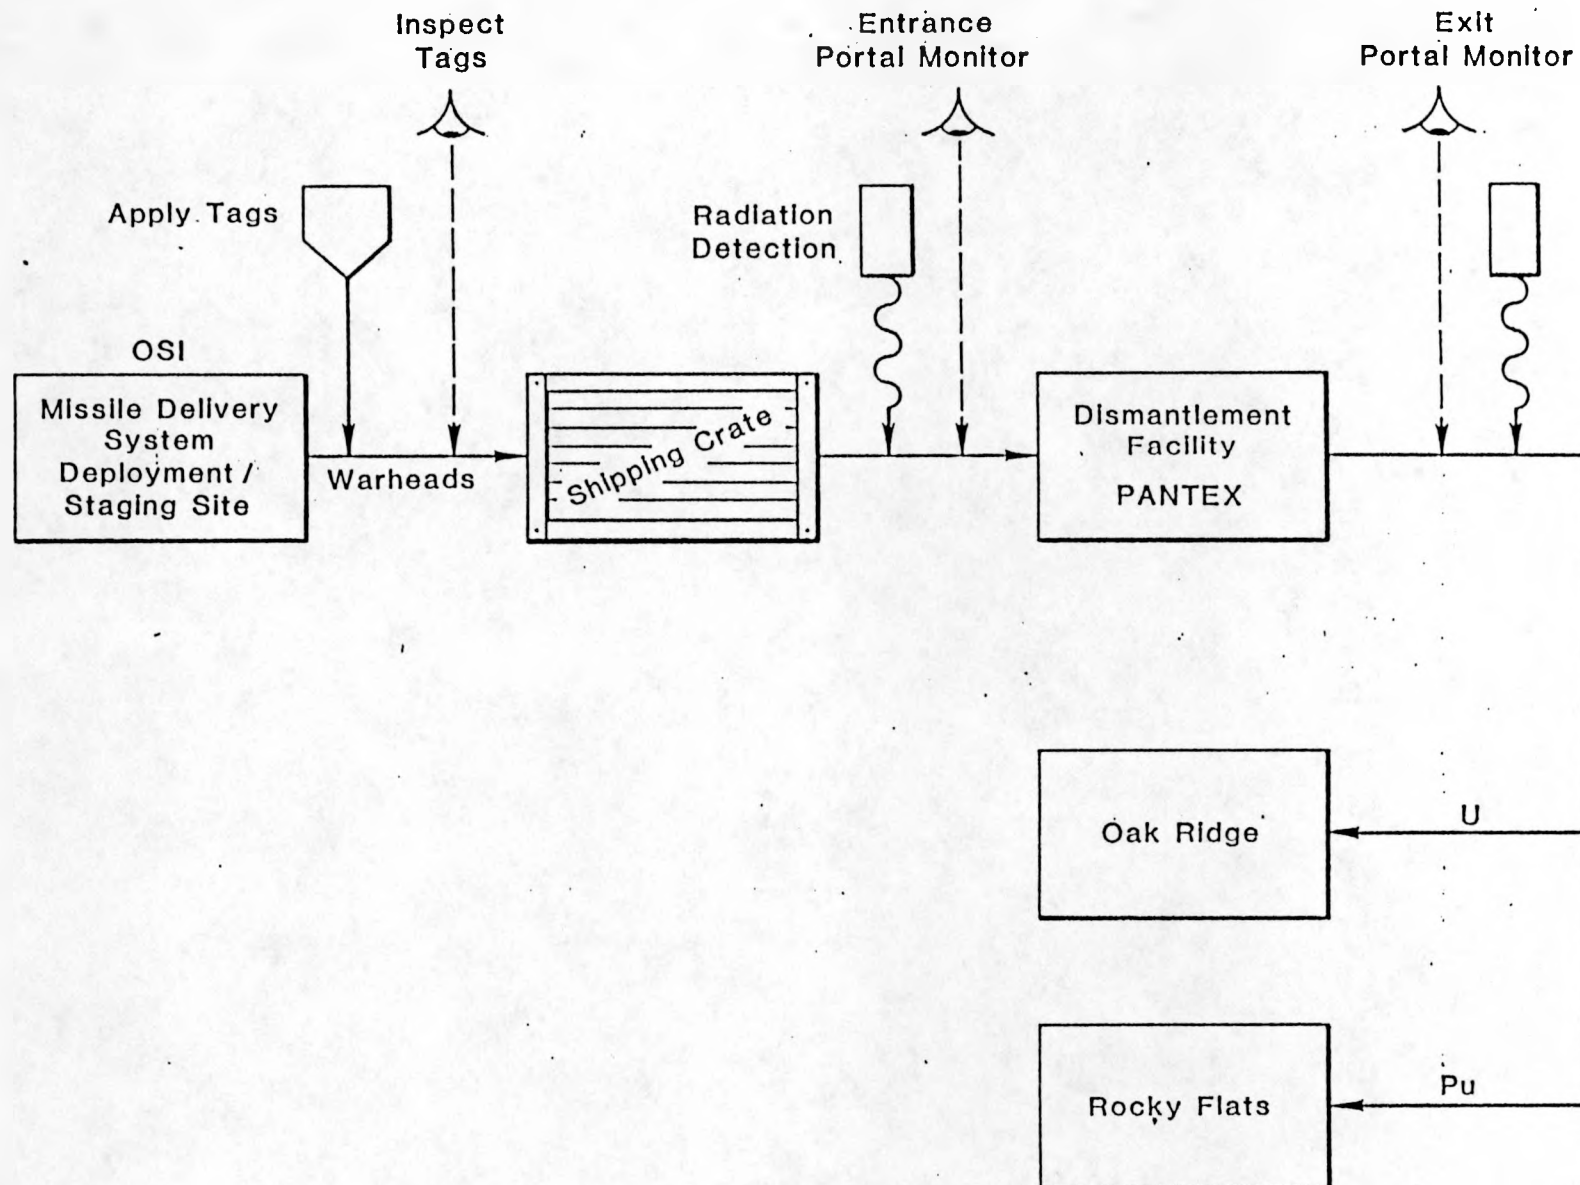 Inspect
Tags
Entrance
Portal Monitor
Exit
Portal Monitor
Apply Tags
Radiation
Detection
OSI
Missile Delivery
System
Deployment /
Staging Site
Warheads
Shipping Crate
Dismantlement
Facility
PANTEX
Oak Ridge
U
Rocky Flats
Pu